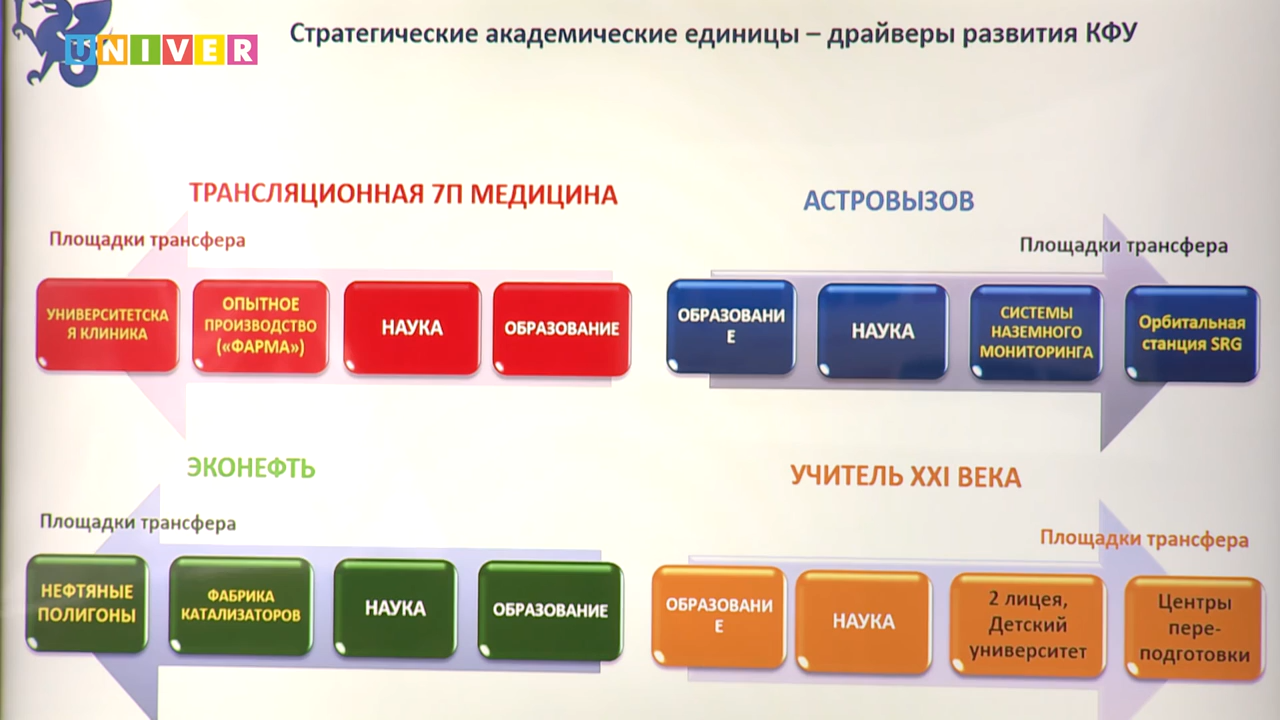 UNIVER
Стратегические академические единицы – драйверы развития КФУ
ТРАНСЛЯЦИОННАЯ 7П МЕДИЦИНА
Площадки трансфера
УНИВЕРСИТЕТСКА
Я КЛИНИКА
ОПЫТНОЕ
ПРОИЗВОДСТВО
(«ФАРМА»)
НАУКА
ОБРАЗОВАНИЕ
АСТРОВЫЗОВ
Площадки трансфера
ОБРАЗОВАНИ
Е
НАУКА
СИСТЕМЫ
НАЗЕМНОГО
МОНИТОРИНГА
Орбитальная
станция SRG
ЭКОНЕФТЬ
Площадки трансфера
НЕФТЯНЫЕ
ПОЛИГОНЫ
ФАБРИКА
КАТАЛИЗАТОРОВ
НАУКА
ОБРАЗОВАНИЕ
УЧИТЕЛЬ XXI ВЕКА
Площадки трансфера
ОБРАЗОВАНИ
Е
НАУКА
2 лицея,
Детский
университет
Центры
пере-
подготовки